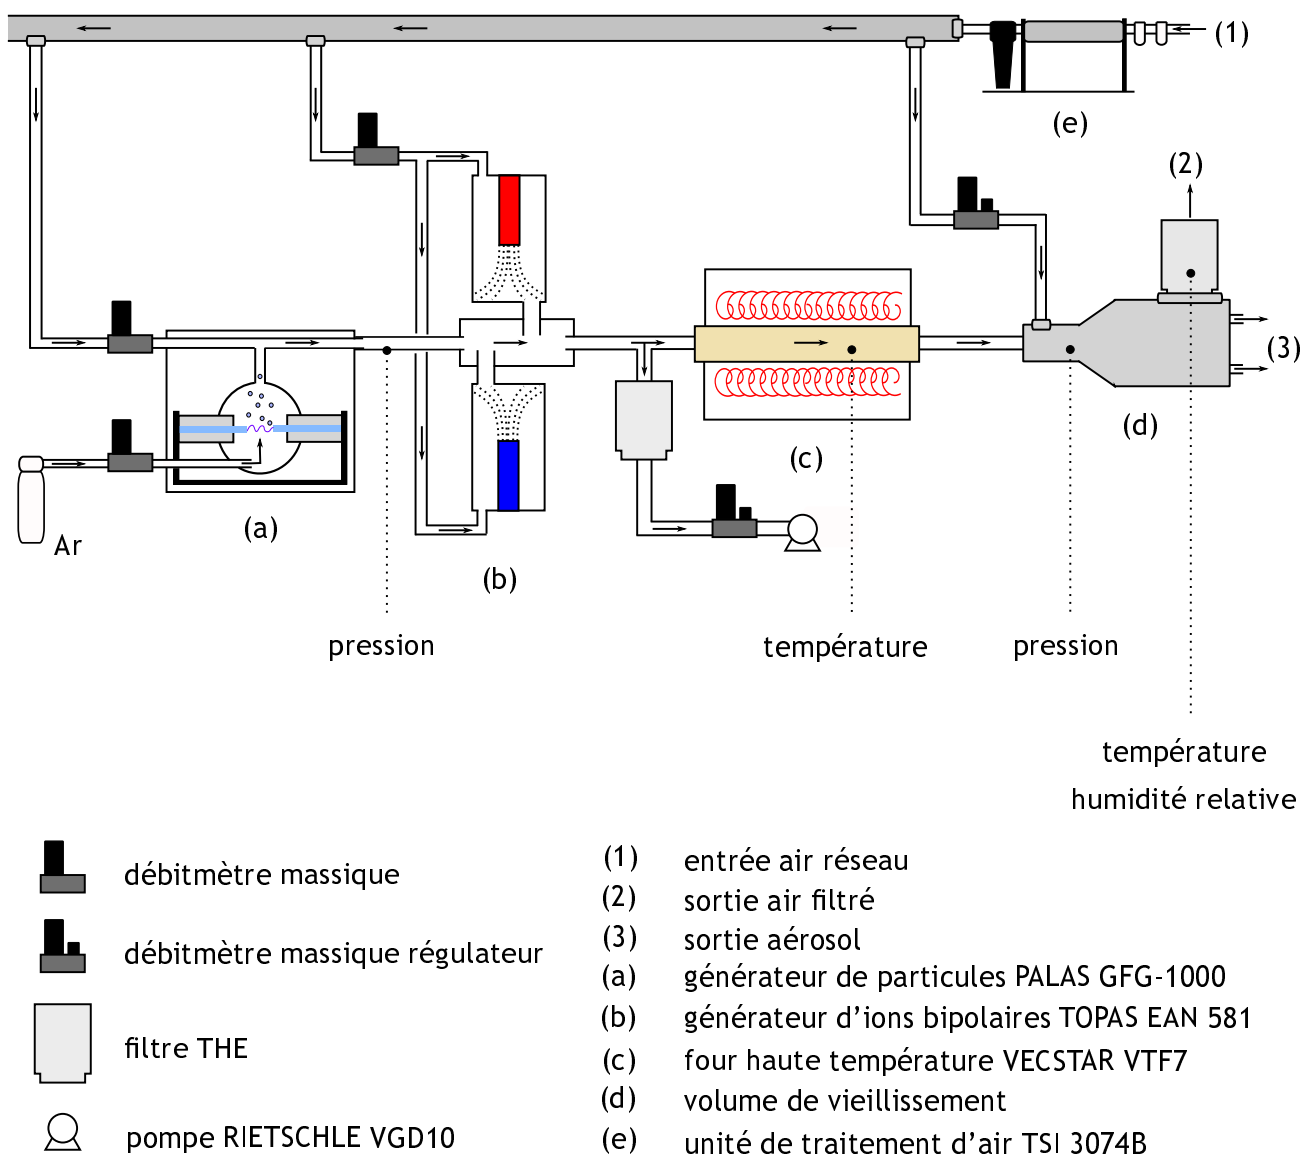 (1)
(e)
(2)
(3)
(d)
(c)
(a)
Ar
(b)
pression
température
pression
température
humidité relative
débitmètre massique
débitmètre massique régulateur
filtre THE
pompe RIETSCHLE VGD10
(1) entrée air réseau
(2) sortie air filtré
(3) sortie aérosol
(a) générateur de particules PALAS GFG-1000
(b) générateur d'ions bipolaires TOPAS EAN 581
(c) four haute température VECSTAR VTF7
(d) volume de vieillissement
(e) unité de traitement d'air TSI 3074B